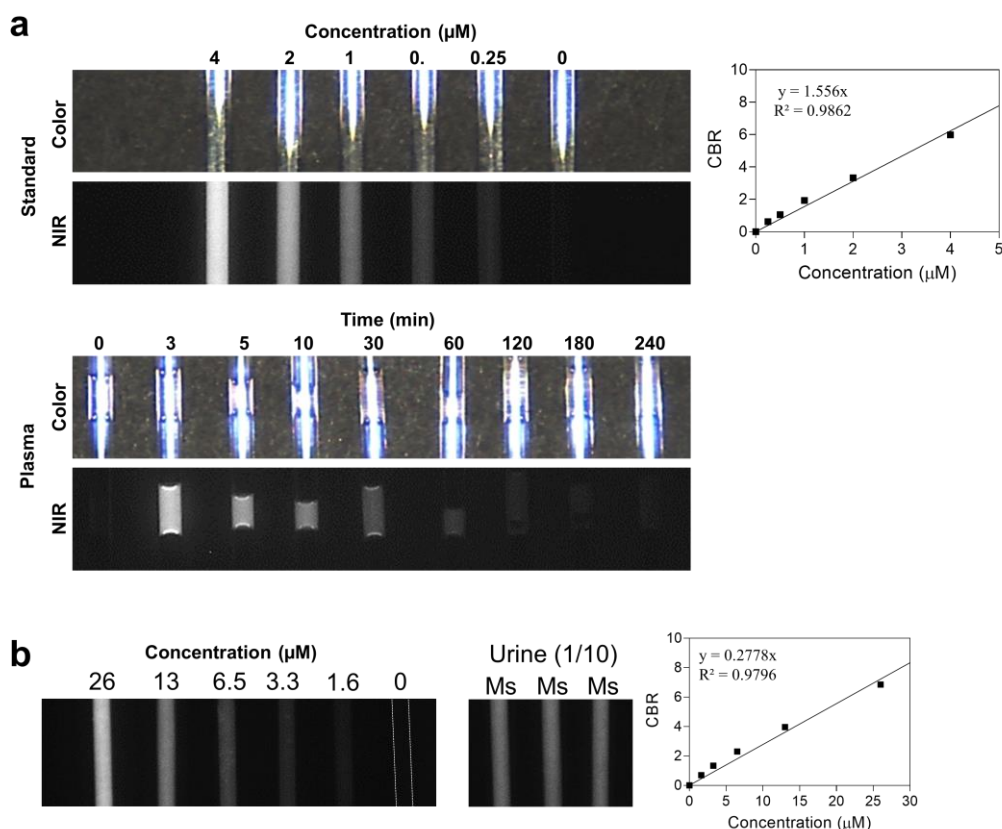 a
Concentration (µM)
4 2 1 0. 0.25 0
Standard
Color
NIR
10
8
6
4
2
0
CBR
y = 1.556x
R² = 0.9862
0 1 2 3 4 5
Concentration (µM)
Time (min)
0 3 5 10 30 60 120 180 240
Plasma
Color
NIR
b
Concentration (µM)
26 13 6.5 3.3 1.6 0
Urine (1/10)
Ms Ms Ms
10
8
6
4
2
0
CBR
y = 0.2778x
R² = 0.9796
0 5 10 15 20 25 30
Concentration (µM)